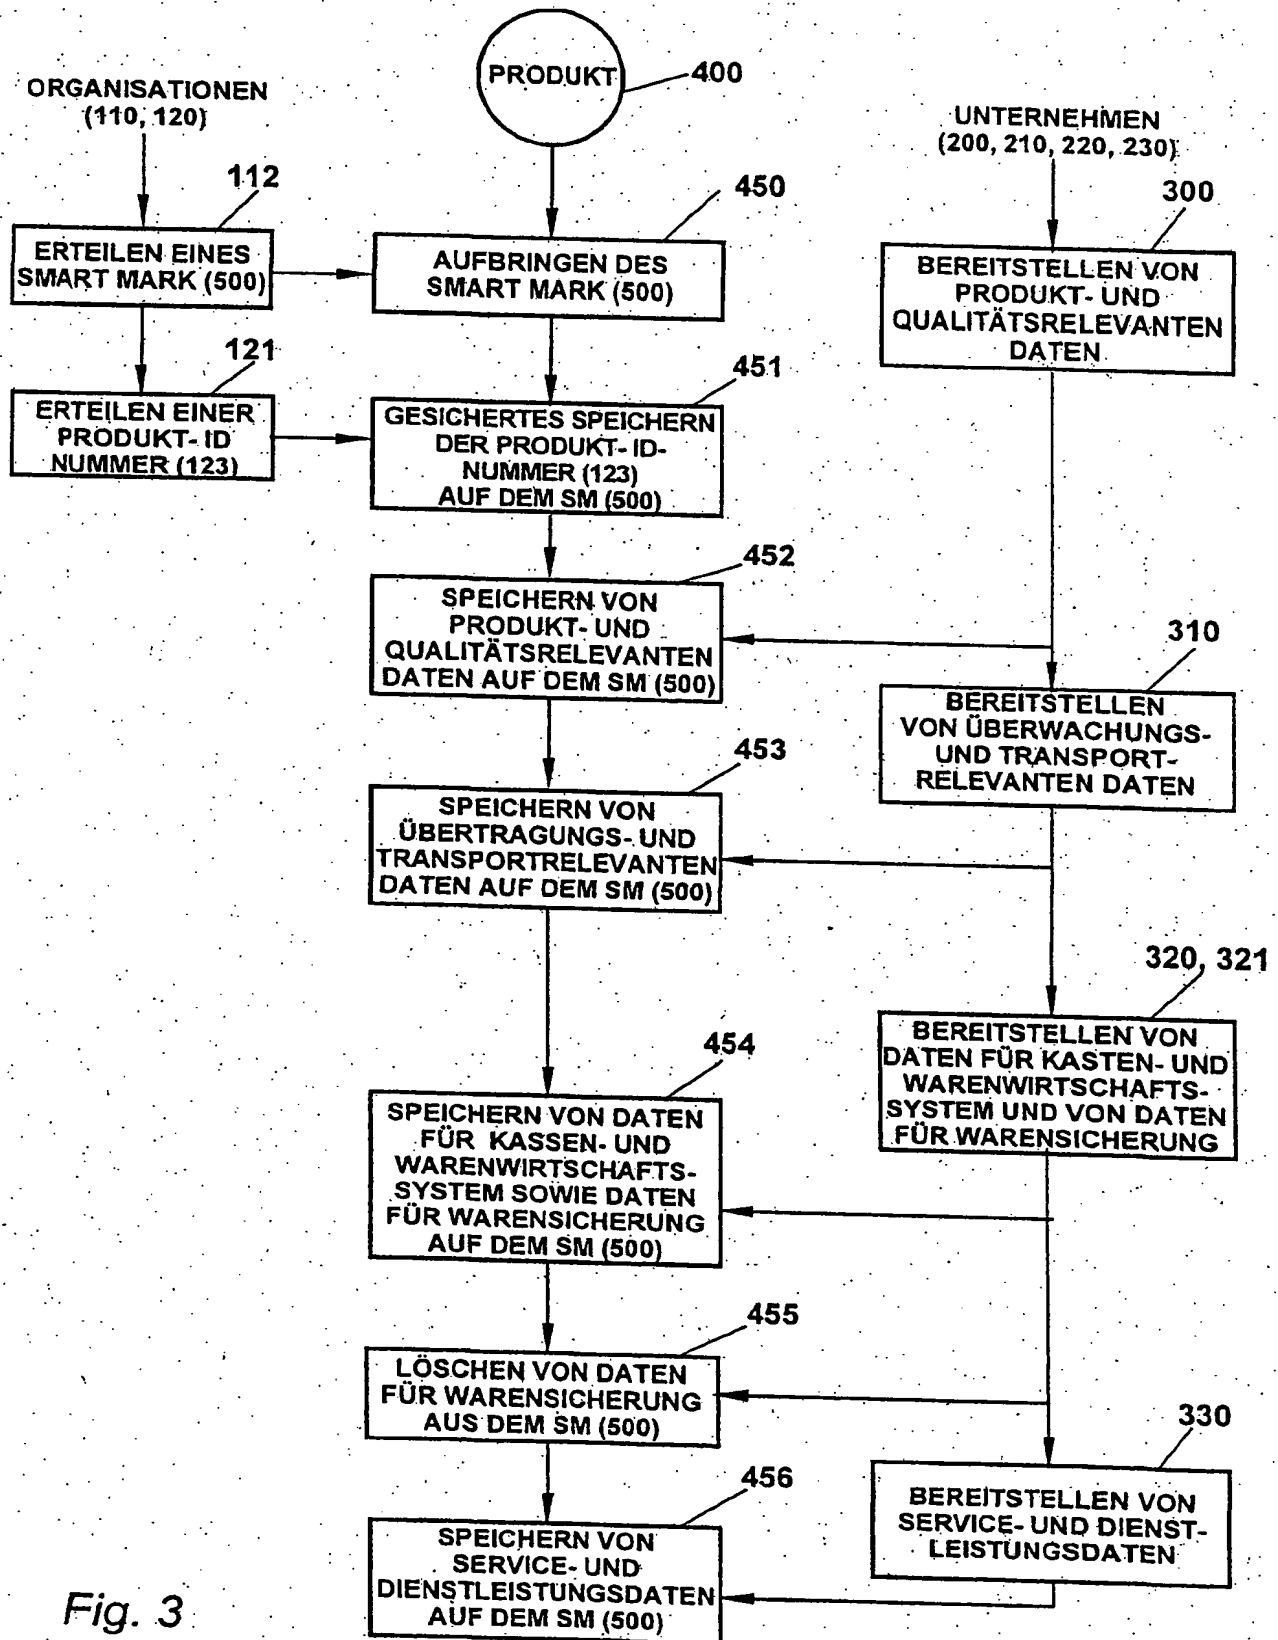 ORGANISATIONEN
(110, 120)
112
ERTEILEN EINES
SMART MARK (500)
121
ERTEILEN EINER
PRODUKT- ID
NUMMER (123)
PRODUKT
400
450
AUFBRINGEN DES
SMART MARK (500)
451
GESICHERTES SPEICHERN
DER PRODUKT- ID-
NUMMER (123)
AUF DEM SM (500)
452
SPEICHERN VON
PRODUKT- UND
QUALITÄTSRELEVANTEN
DATEN AUF DEM SM (500)
453
SPEICHERN VON
ÜBERTRAGUNGS- UND
TRANSPORTRELEVANTEN
DATEN AUF DEM SM (500)
454
SPEICHERN VON DATEN
FÜR KASSEN- UND
WARENWIRTSCHAFTS-
SYSTEM SOWIE DATEN
FÜR WARENSICHERUNG
AUF DEM SM (500)
455
LÖSCHEN VON DATEN
FÜR WARENSICHERUNG
AUS DEM SM (500)
456
SPEICHERN VON
SERVICE- UND
DIENSTLEISTUNGSDATEN
AUF DEM SM (500)
UNTERNEHMEN
(200, 210, 220, 230)
300
BEREITSTELLEN VON
PRODUKT- UND
QUALITÄTSRELEVANTEN
DATEN
310
BEREITSTELLEN
VON ÜBERWACHUNGS-
UND TRANSPORT-
RELEVANTEN DATEN
320, 321
BEREITSTELLEN VON
DATEN FÜR KASTEN- UND
WARENWIRTSCHAFTS-
SYSTEM UND VON DATEN
FÜR WARENSICHERUNG
330
BEREITSTELLEN VON
SERVICE- UND DIENST-
LEISTUNGSDATEN
Fig. 3